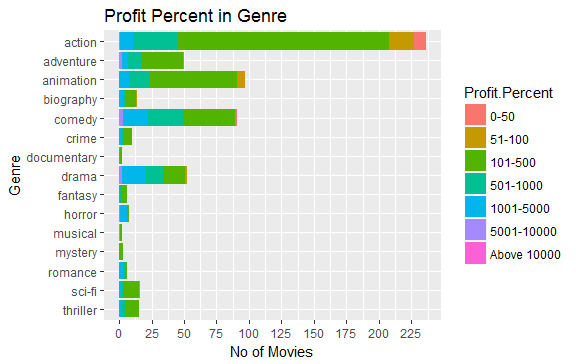 Profit Percent in Genre
Genre
action
adventure
animation
biography
comedy
crime
documentary
drama
fantasy
horror
musical
mystery
romance
sci-fi
thriller
0 25 50 75 100 125 150 175 200 225
No of Movies
Profit.Percent
0-50
51-100
101-500
501-1000
1001-5000
5001-10000
Above 10000